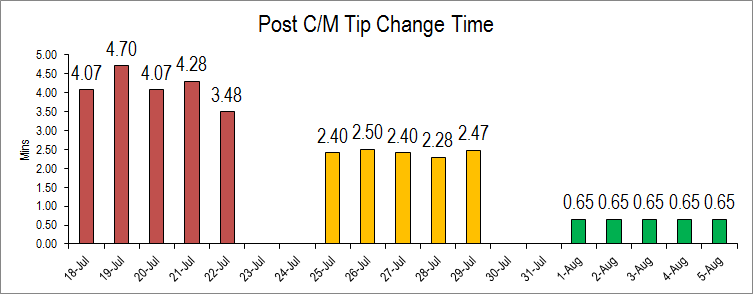 Post C/M Tip Change Time
5.00
4.50
4.00
3.50
3.00
2.50
2.00
1.50
1.00
0.50
0.00
Mins
4.07
4.70
4.07
4.28
3.48
2.40
2.50
2.40
2.28
2.47
0.65
0.65
0.65
0.65
0.65
18-Jul
19-Jul
20-Jul
21-Jul
22-Jul
23-Jul
24-Jul
25-Jul
26-Jul
27-Jul
28-Jul
29-Jul
30-Jul
31-Jul
1-Aug
2-Aug
3-Aug
4-Aug
5-Aug